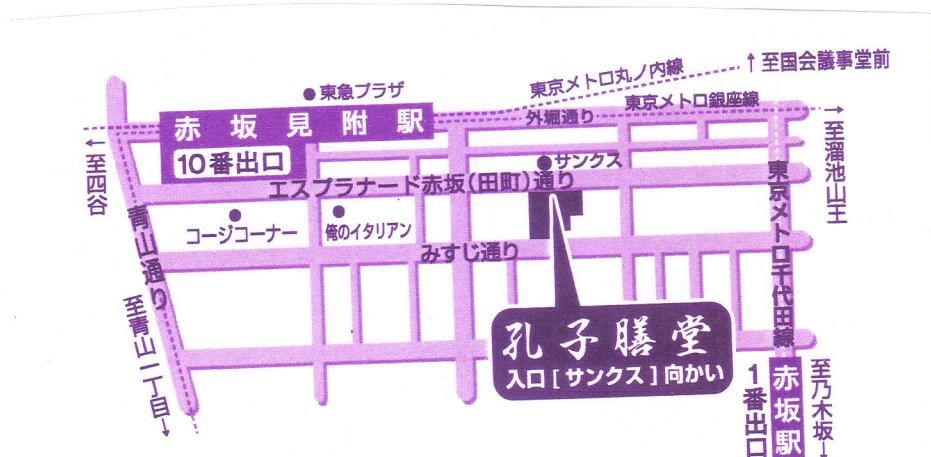 ●東急プラザ
赤坂見附駅
10番出口
東京メトロ丸ノ内線
↑至国会議事堂前
東京メトロ銀座線
外堀通り
←至四谷
→至溜池山王
●サンクス
エスプラナード赤坂(田町)通り
コージコーナー
俺のイタリアン
みすじ通り
青山通り
至青山一丁目→
東京メトロ千代田線
孔子膳堂
入口[サンクス]向かい
1番出口
赤坂駅
至乃木坂→